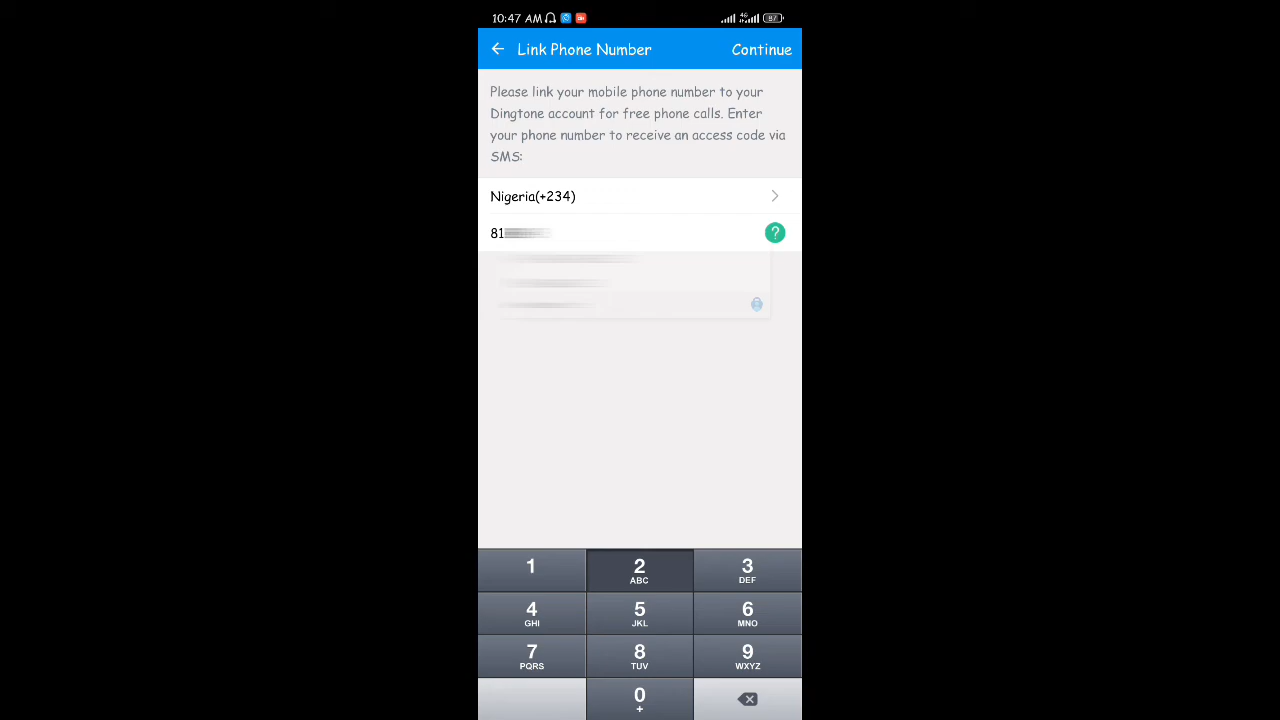 10:47 AM 4G 87
Link Phone Number Continue
Please link your mobile phone number to your
Dingtone account for free phone calls. Enter
your phone number to receive an access code via
SMS:
Nigeria(+234)
81
?
1 2 3
ABC DEF
4 5 6
GHI JKL MNO
7 8 9
PQRS TUV WXYZ
0
+